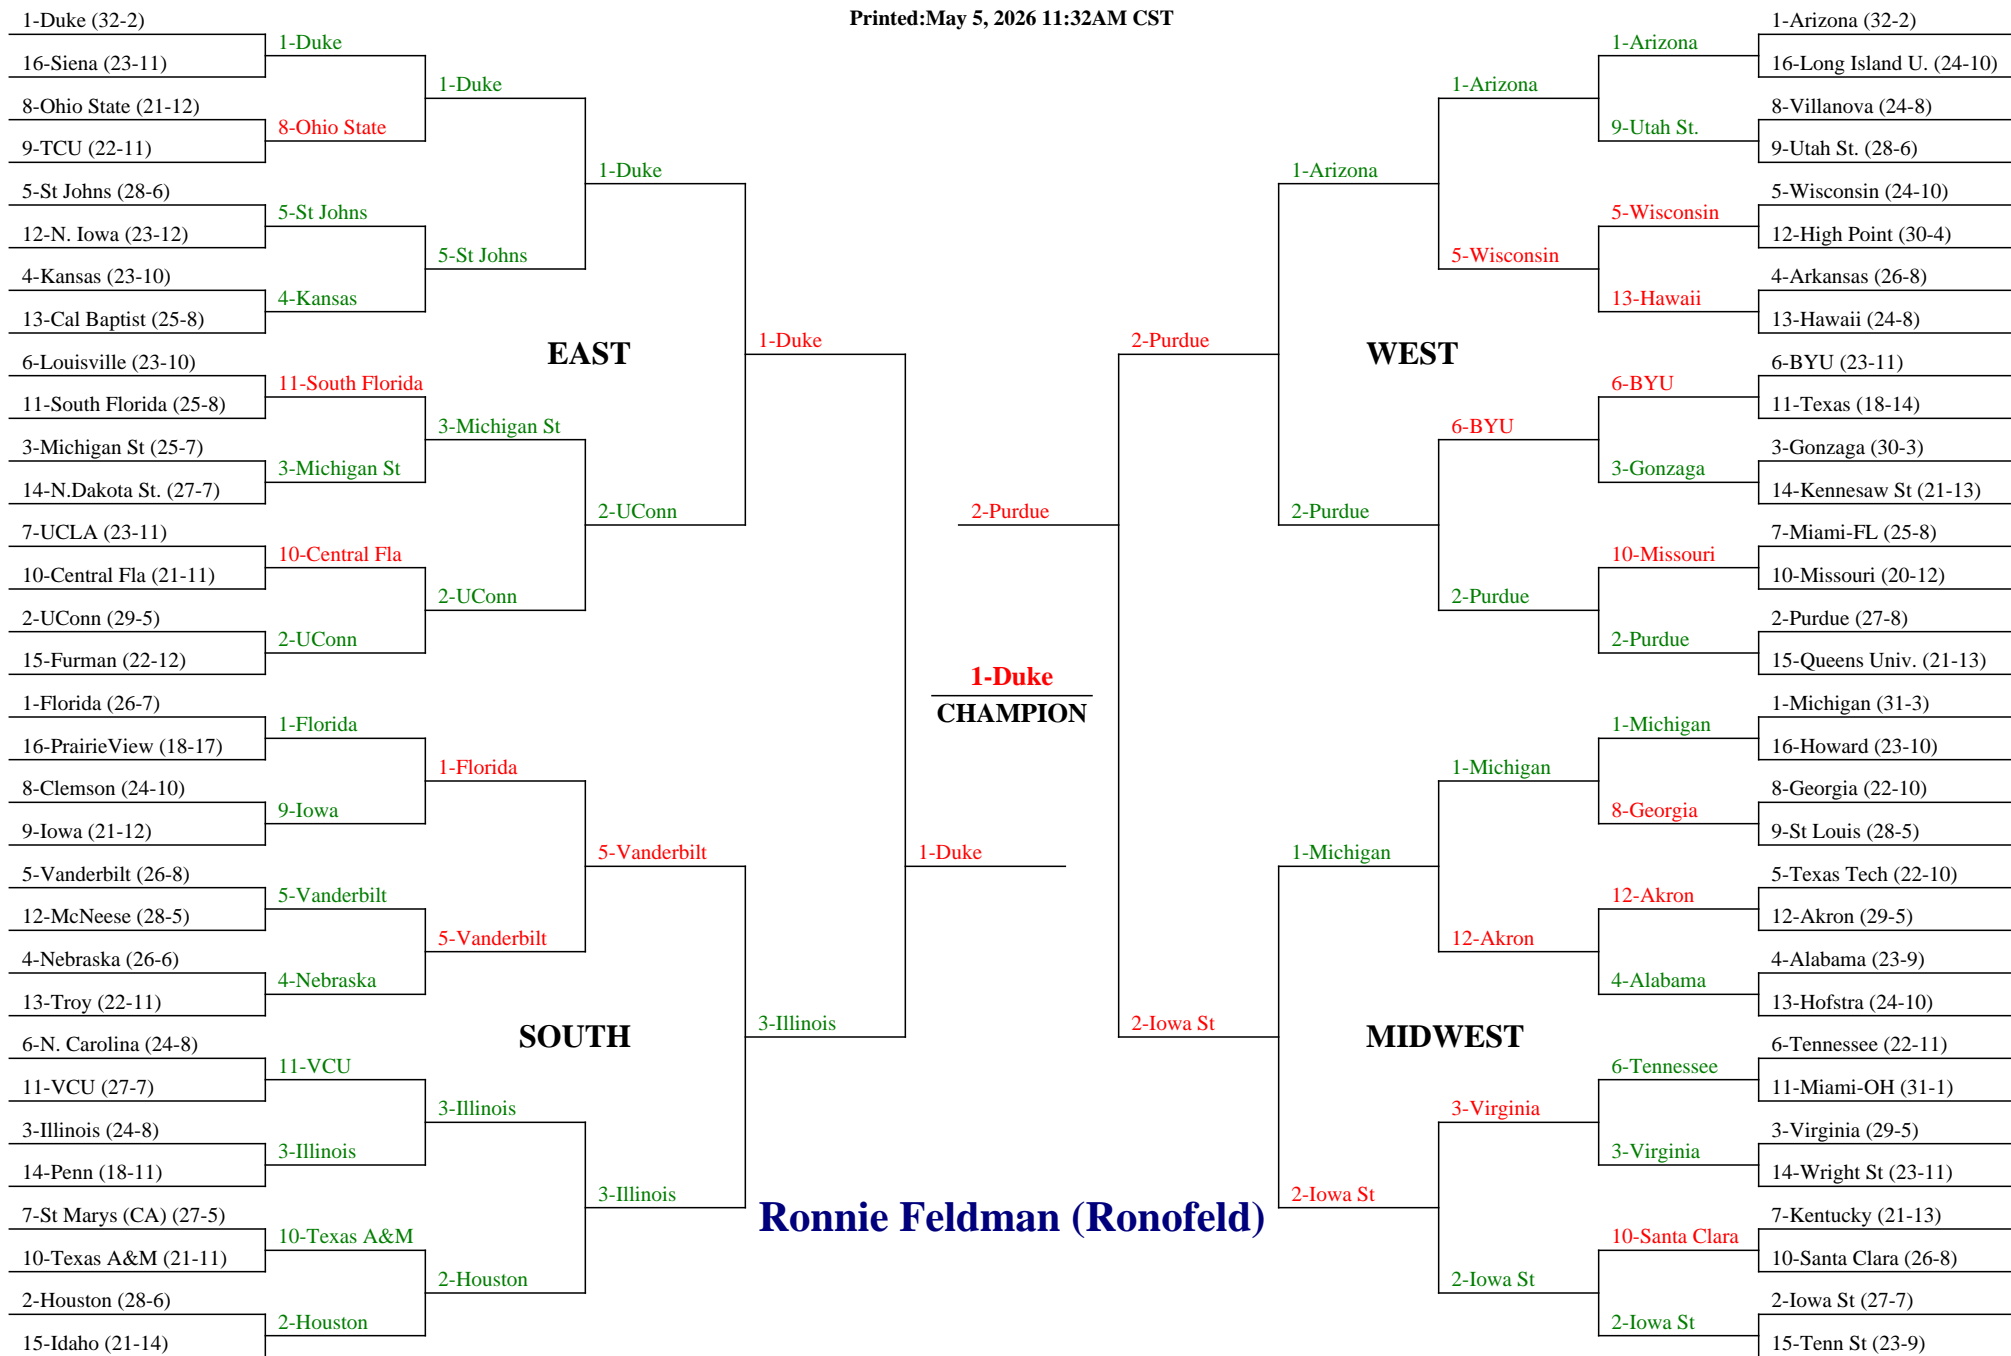 Printed:May 5, 2026 11:32AM CST
1-Duke (32-2)
16-Siena (23-11)
8-Ohio State (21-12)
9-TCU (22-11)
5-St Johns (28-6)
12-N. Iowa (23-12)
4-Kansas (23-10)
13-Cal Baptist (25-8)
6-Louisville (23-10)
11-South Florida (25-8)
3-Michigan St (25-7)
14-N.Dakota St. (27-7)
7-UCLA (23-11)
10-Central Fla (21-11)
2-UConn (29-5)
15-Furman (22-12)
1-Florida (26-7)
16-PrairieView (18-17)
8-Clemson (24-10)
9-Iowa (21-12)
5-Vanderbilt (26-8)
12-McNeese (28-5)
4-Nebraska (26-6)
13-Troy (22-11)
6-N. Carolina (24-8)
11-VCU (27-7)
3-Illinois (24-8)
14-Penn (18-11)
7-St Marys (CA) (27-5)
10-Texas A&M (21-11)
2-Houston (28-6)
15-Idaho (21-14)
1-Duke
8-Ohio State
5-St Johns
4-Kansas
11-South Florida
3-Michigan St
10-Central Fla
2-UConn
1-Florida
9-Iowa
5-Vanderbilt
4-Nebraska
11-VCU
3-Illinois
10-Texas A&M
2-Houston
1-Duke
5-St Johns
3-Michigan St
2-UConn
1-Florida
5-Vanderbilt
3-Illinois
2-Houston
1-Duke
2-UConn
5-Vanderbilt
3-Illinois
EAST
SOUTH
1-Duke
3-Illinois
1-Duke
2-Purdue
1-Duke
CHAMPION
Ronnie Feldman (Ronofeld)
2-Purdue
2-Iowa St
WEST
MIDWEST
1-Arizona
2-Purdue
1-Michigan
2-Iowa St
1-Arizona
5-Wisconsin
6-BYU
2-Purdue
1-Michigan
12-Akron
3-Virginia
2-Iowa St
1-Arizona
9-Utah St.
5-Wisconsin
13-Hawaii
6-BYU
3-Gonzaga
10-Missouri
2-Purdue
1-Michigan
8-Georgia
12-Akron
4-Alabama
6-Tennessee
3-Virginia
10-Santa Clara
2-Iowa St
1-Arizona (32-2)
16-Long Island U. (24-10)
8-Villanova (24-8)
9-Utah St. (28-6)
5-Wisconsin (24-10)
12-High Point (30-4)
4-Arkansas (26-8)
13-Hawaii (24-8)
6-BYU (23-11)
11-Texas (18-14)
3-Gonzaga (30-3)
14-Kennesaw St (21-13)
7-Miami-FL (25-8)
10-Missouri (20-12)
2-Purdue (27-8)
15-Queens Univ. (21-13)
1-Michigan (31-3)
16-Howard (23-10)
8-Georgia (22-10)
9-St Louis (28-5)
5-Texas Tech (22-10)
12-Akron (29-5)
4-Alabama (23-9)
13-Hofstra (24-10)
6-Tennessee (22-11)
11-Miami-OH (31-1)
3-Virginia (29-5)
14-Wright St (23-11)
7-Kentucky (21-13)
10-Santa Clara (26-8)
2-Iowa St (27-7)
15-Tenn St (23-9)